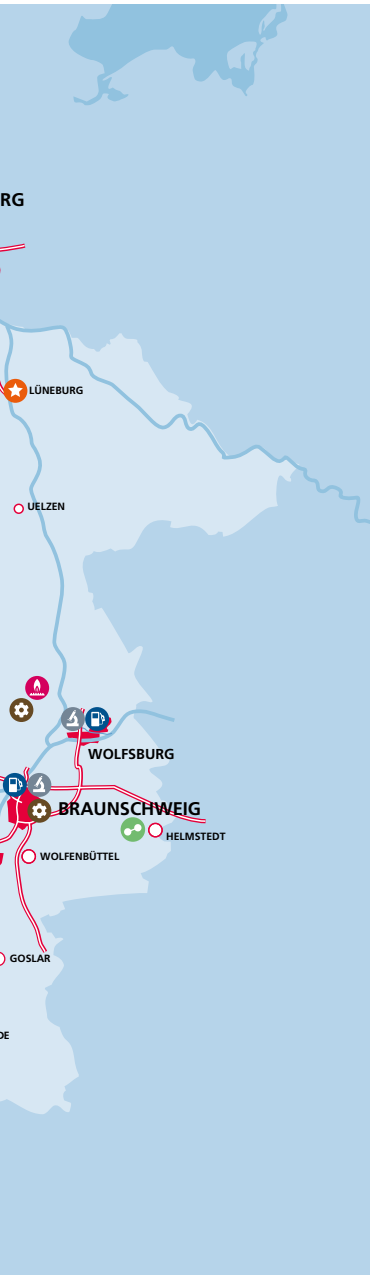 RG
LÜNEBURG
UELZEN
WOLFSBURG
BRAUNSCHWEIG
HELMSTEDT
WOLFENBÜTTEL
GOSLAR
DE